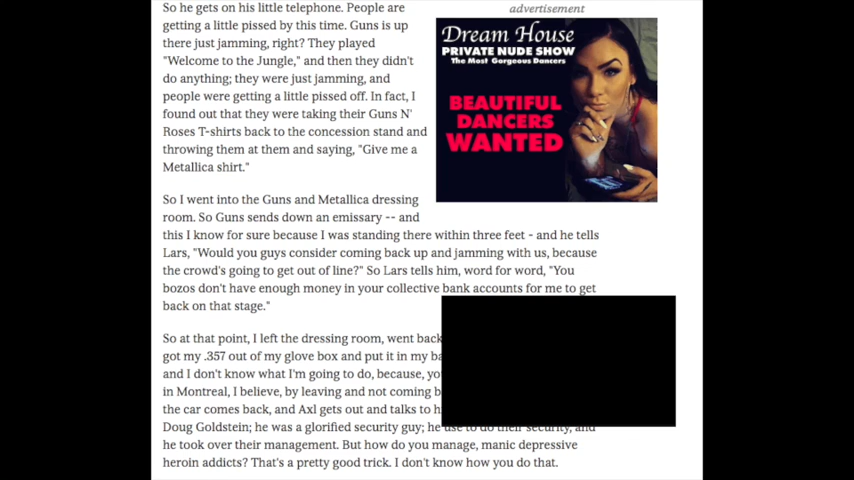 So he gets on his little telephone. People are
getting a little pissed by this time. Guns is up
there just jamming, right? They played
"Welcome to the Jungle," and then they didn't
do anything; they were just jamming, and
people were getting a little pissed off. In fact, I
found out that they were taking their Guns N'
Roses T-shirts back to the concession stand and
throwing them at them and saying, "Give me a
Metallica shirt."
advertisement
Dream House
PRIVATE NUDE SHOW
The Most Gorgeous Dancers
BEAUTIFUL
DANCERS
WANTED
So I went into the Guns and Metallica dressing
room. So Guns sends down an emissary -- and
this I know for sure because I was standing there within three feet - and he tells
Lars, "Would you guys consider coming back up and jamming with us, because
the crowd's going to get out of line?" So Lars tells him, word for word, "You
bozos don't have enough money in your collective bank accounts for me to get
back on that stage."
So at that point, I left the dressing room, went back
got my .357 out of my glove box and put it in my
and I don't know what I'm going to do, because,
in Montreal, I believe, by leaving and not coming
the car comes back, and Axl gets out and talks to
Doug Goldstein; he was a glorified security guy; he use to do their security, and
he took over their management. But how do you manage, manic depressive
heroin addicts? That's a pretty good trick. I don't know how you do that.